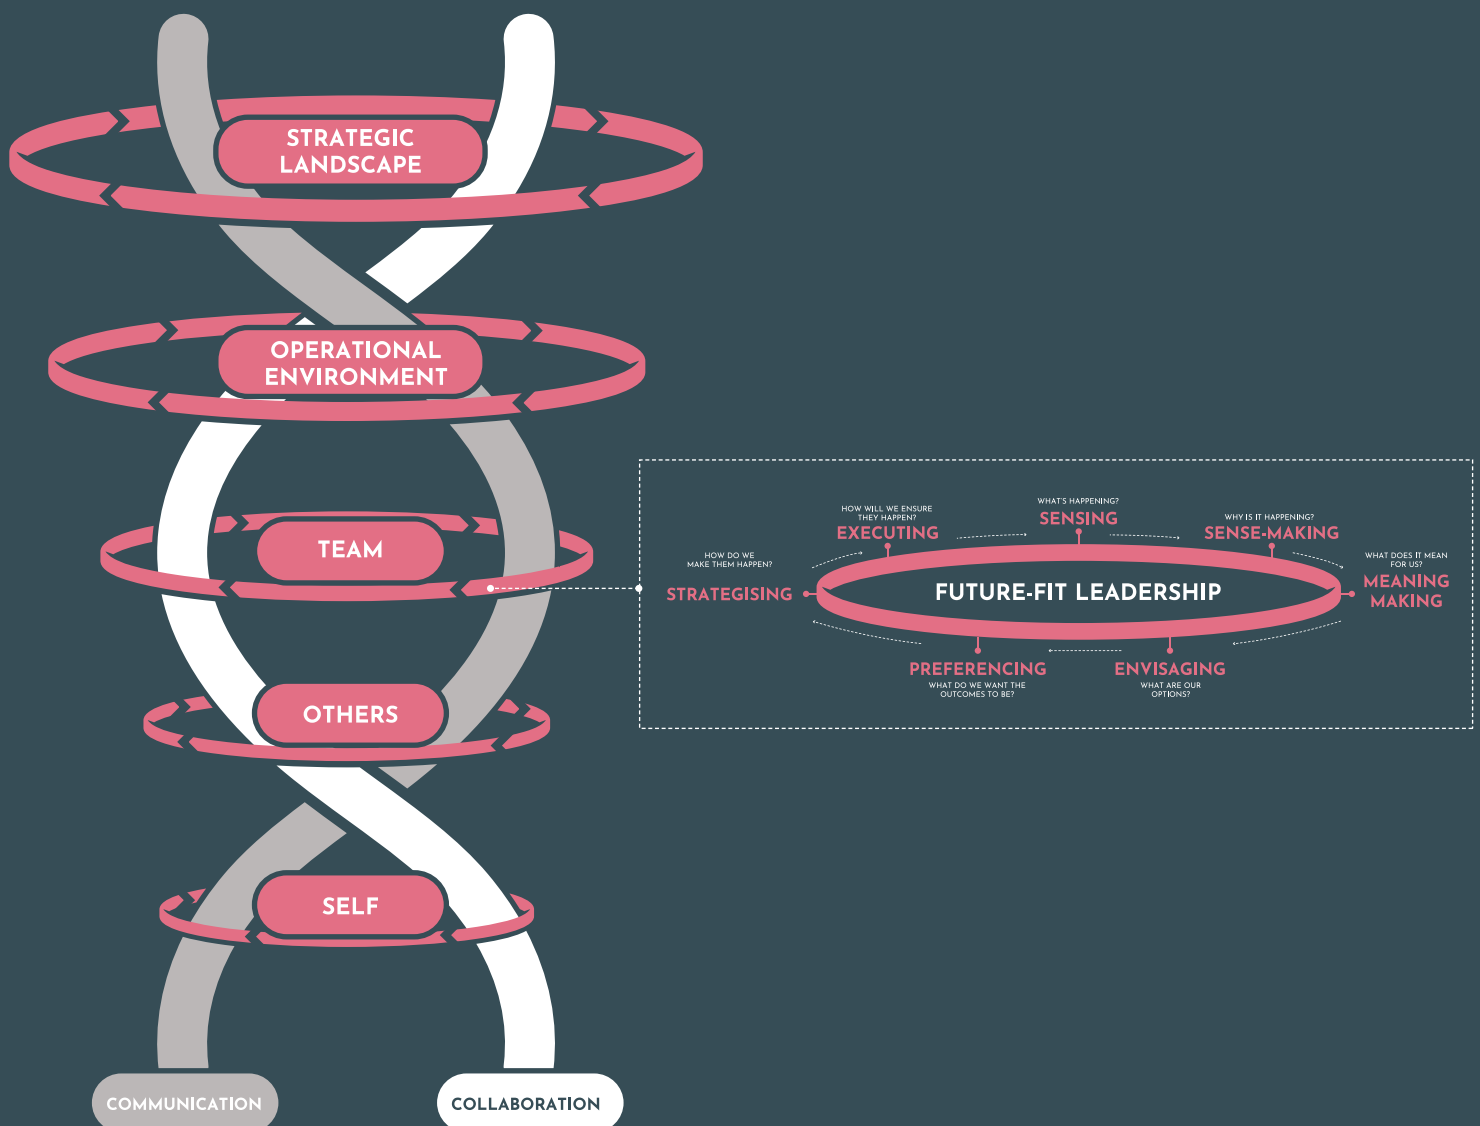 STRATEGIC
LANDSCAPE
OPERATIONAL
ENVIRONMENT
TEAM
OTHERS
SELF
COMMUNICATION
COLLABORATION
WHAT'S HAPPENING?
SENSING
WHY IS IT HAPPENING?
SENSE-MAKING
WHAT DOES IT MEAN
FOR US?
MEANING
MAKING
ENVISAGING
WHAT ARE OUR
OPTIONS?
PREFERENCING
WHAT DO WE WANT THE
OUTCOMES TO BE?
HOW DO WE
MAKE THEM HAPPEN?
STRATEGISING
HOW WILL WE ENSURE
THEY HAPPEN?
EXECUTING
FUTURE-FIT LEADERSHIP